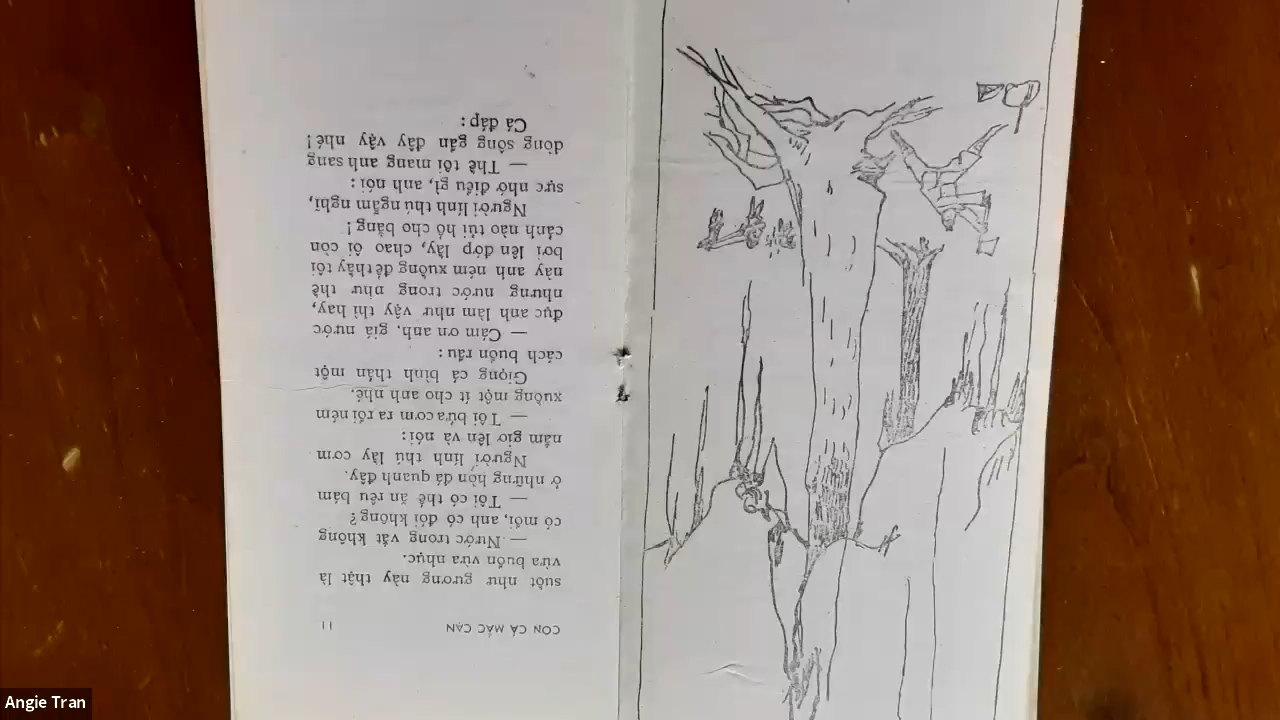 CON CÁ MẮC CẠN 11
suốt như gương này thật là
vừa buồn vừa nhục.
— Nước trong vắt không
có mồi, anh có đói không?
— Tôi có thể ăn rêu bám
ở những hòn đá quanh đây.
Người lính thú lấy cơm
nắm giơ lên và nói:
— Tôi bửa cơm ra rồi ném
xuống một ít cho anh nhé.
Giọng cá bình thản một
cách buồn rầu:
— Cám ơn anh, giá nước
đục anh làm như vậy thì hay,
nhưng nước trong như thế
này anh ném xuống để thấy tôi
bơi lên đớp lấy, chao ôi còn
cảnh nào tủi hổ cho bằng!
Người lính thú ngẫm nghĩ,
sực nhớ điều gì, anh nói:
— Thế tôi mang anh sang
dòng sông gần đây vậy nhé!
Cá đáp:
Angie Tran